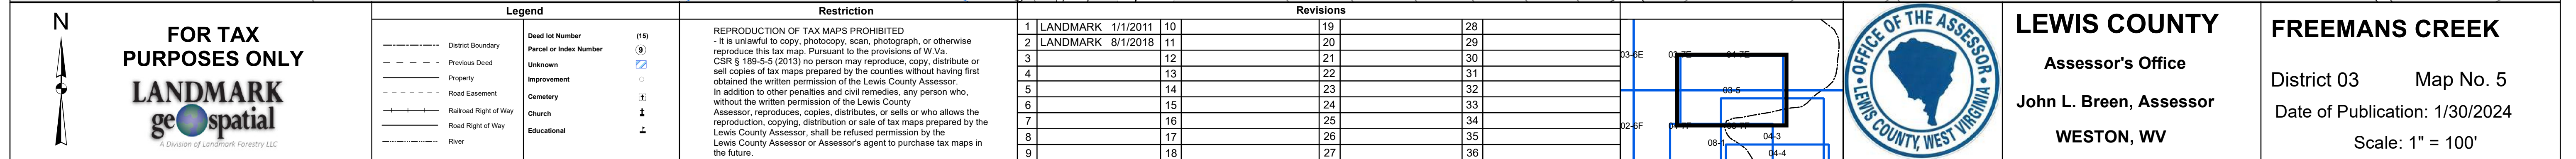 N
FOR TAX
PURPOSES ONLY
LANDMARK
geospatial
A Division of Landmark Forestry LLC
Legend
District Boundary
Previous Deed
Property
Road Easement
Railroad Right of Way
Road Right of Way
River
Deed lot Number (15)
Parcel or Index Number 9
Unknown
Improvement
Cemetery
Church
Educational
Restriction
REPRODUCTION OF TAX MAPS PROHIBITED
- It is unlawful to copy, photocopy, scan, photograph, or otherwise
reproduce this tax map. Pursuant to the provisions of W.Va.
CSR § 189-5-5 (2013) no person may reproduce, copy, distribute or
sell copies of tax maps prepared by the counties without having first
obtained the written permission of the Lewis County Assessor.
In addition to other penalties and civil remedies, any person who,
without the written permission of the Lewis County
Assessor, reproduces, copies, distributes, or sells or who allows the
reproduction, copying, distribution or sale of tax maps prepared by the
Lewis County Assessor, shall be refused permission by the
Lewis County Assessor or Assessor's agent to purchase tax maps in
the future.
Revisions
1 LANDMARK 1/1/2011 10 19 28
2 LANDMARK 8/1/2018 11 20 29
3 12 21 30
4 13 22 31
5 14 23 32
6 15 24 33
7 16 25 34
8 17 26 35
9 18 27 36
03-6E 03-7E 04-7E
03-5
02-6F
04-3
08-1
04-4
OFFICE OF THE ASSESSOR
LEWIS COUNTY, WEST VIRGINIA
LEWIS COUNTY
Assessor's Office
John L. Breen, Assessor
WESTON, WV
FREEMANS CREEK
District 03 Map No. 5
Date of Publication: 1/30/2024
Scale: 1" = 100'